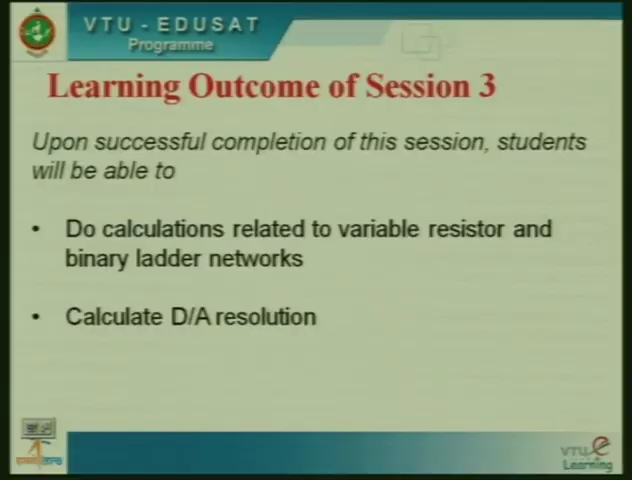 VTU - EDUSAT
Programme
Learning Outcome of Session 3
Upon successful completion of this session, students
will be able to
• Do calculations related to variable resistor and
binary ladder networks
• Calculate D/A resolution
VTU e
Learning